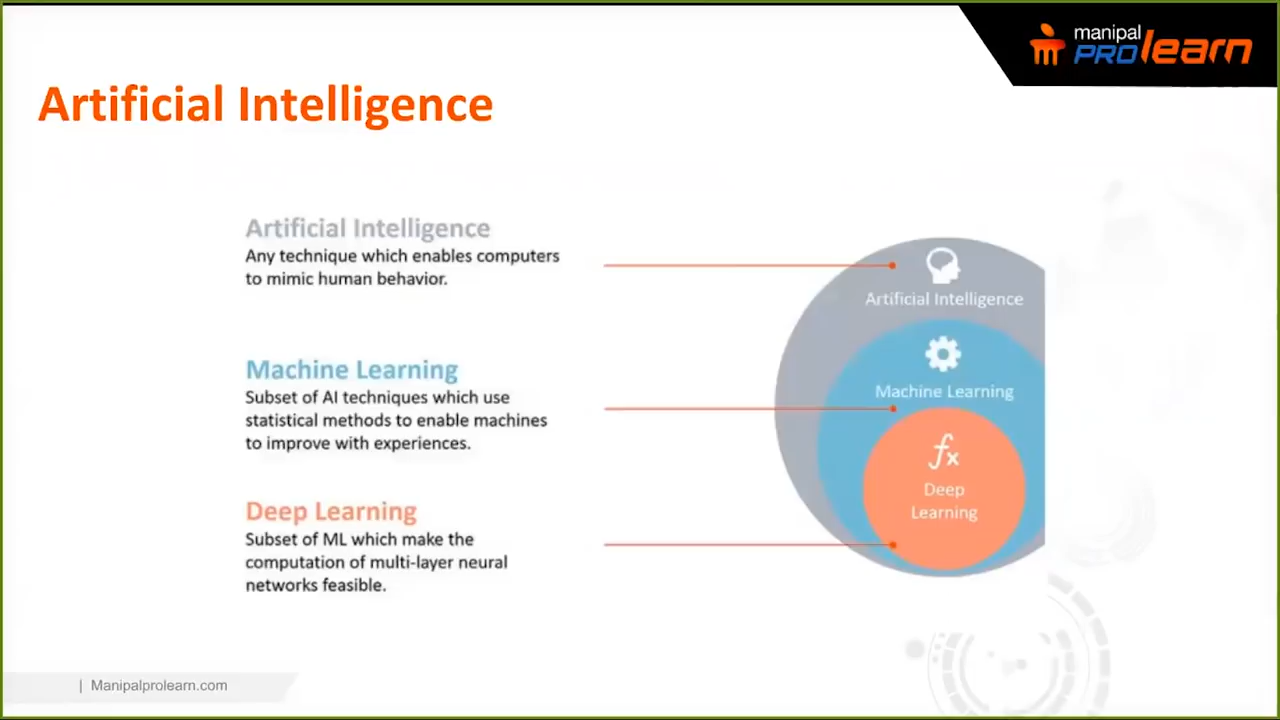 manipal
PROlearn
Artificial Intelligence
Artificial Intelligence
Any technique which enables computers
to mimic human behavior.
Machine Learning
Subset of AI techniques which use
statistical methods to enable machines
to improve with experiences.
Deep Learning
Subset of ML which make the
computation of multi-layer neural
networks feasible.
Artificial Intelligence
Machine Learning
fx
Deep
Learning
| Manipalprolearn.com